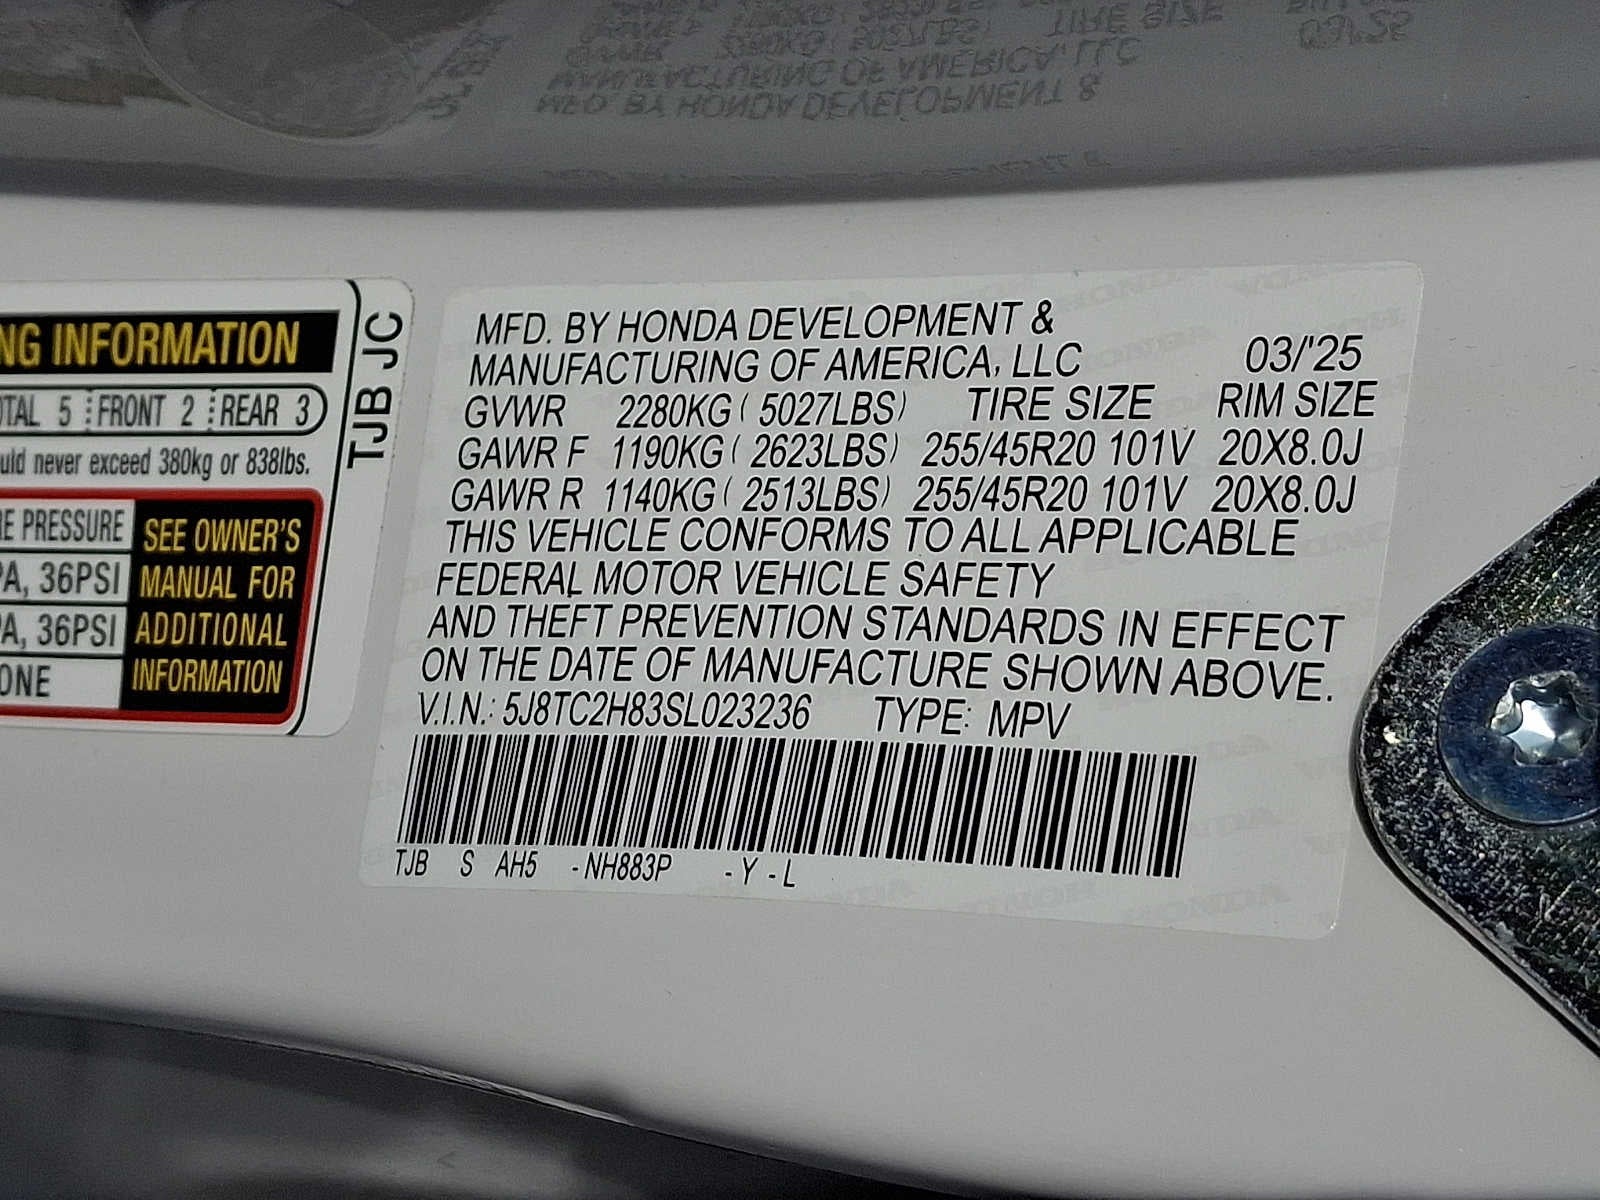 MFD. BY HONDA DEVELOPMENT &
MANUFACTURING OF AMERICA, LLC 03/'25
GVWR 2280KG ( 5027LBS) TIRE SIZE RIM SIZE
GAWR F 1190KG ( 2623LBS) 255/45R20 101V 20X8.0J
GAWR R 1140KG ( 2513LBS) 255/45R20 101V 20X8.0J
THIS VEHICLE CONFORMS TO ALL APPLICABLE
FEDERAL MOTOR VEHICLE SAFETY
AND THEFT PREVENTION STANDARDS IN EFFECT
ON THE DATE OF MANUFACTURE SHOWN ABOVE.
V.I.N.: 5J8TC2H83SL023236 TYPE: MPV
TJB S AH5 -NH883P -Y -L
INFORMATION
5 FRONT 2 REAR 3
never exceed 380kg or 838lbs.
PRESSURE
36PSI
36PSI
SEE OWNER'S
MANUAL FOR
ADDITIONAL
INFORMATION
TJB JC